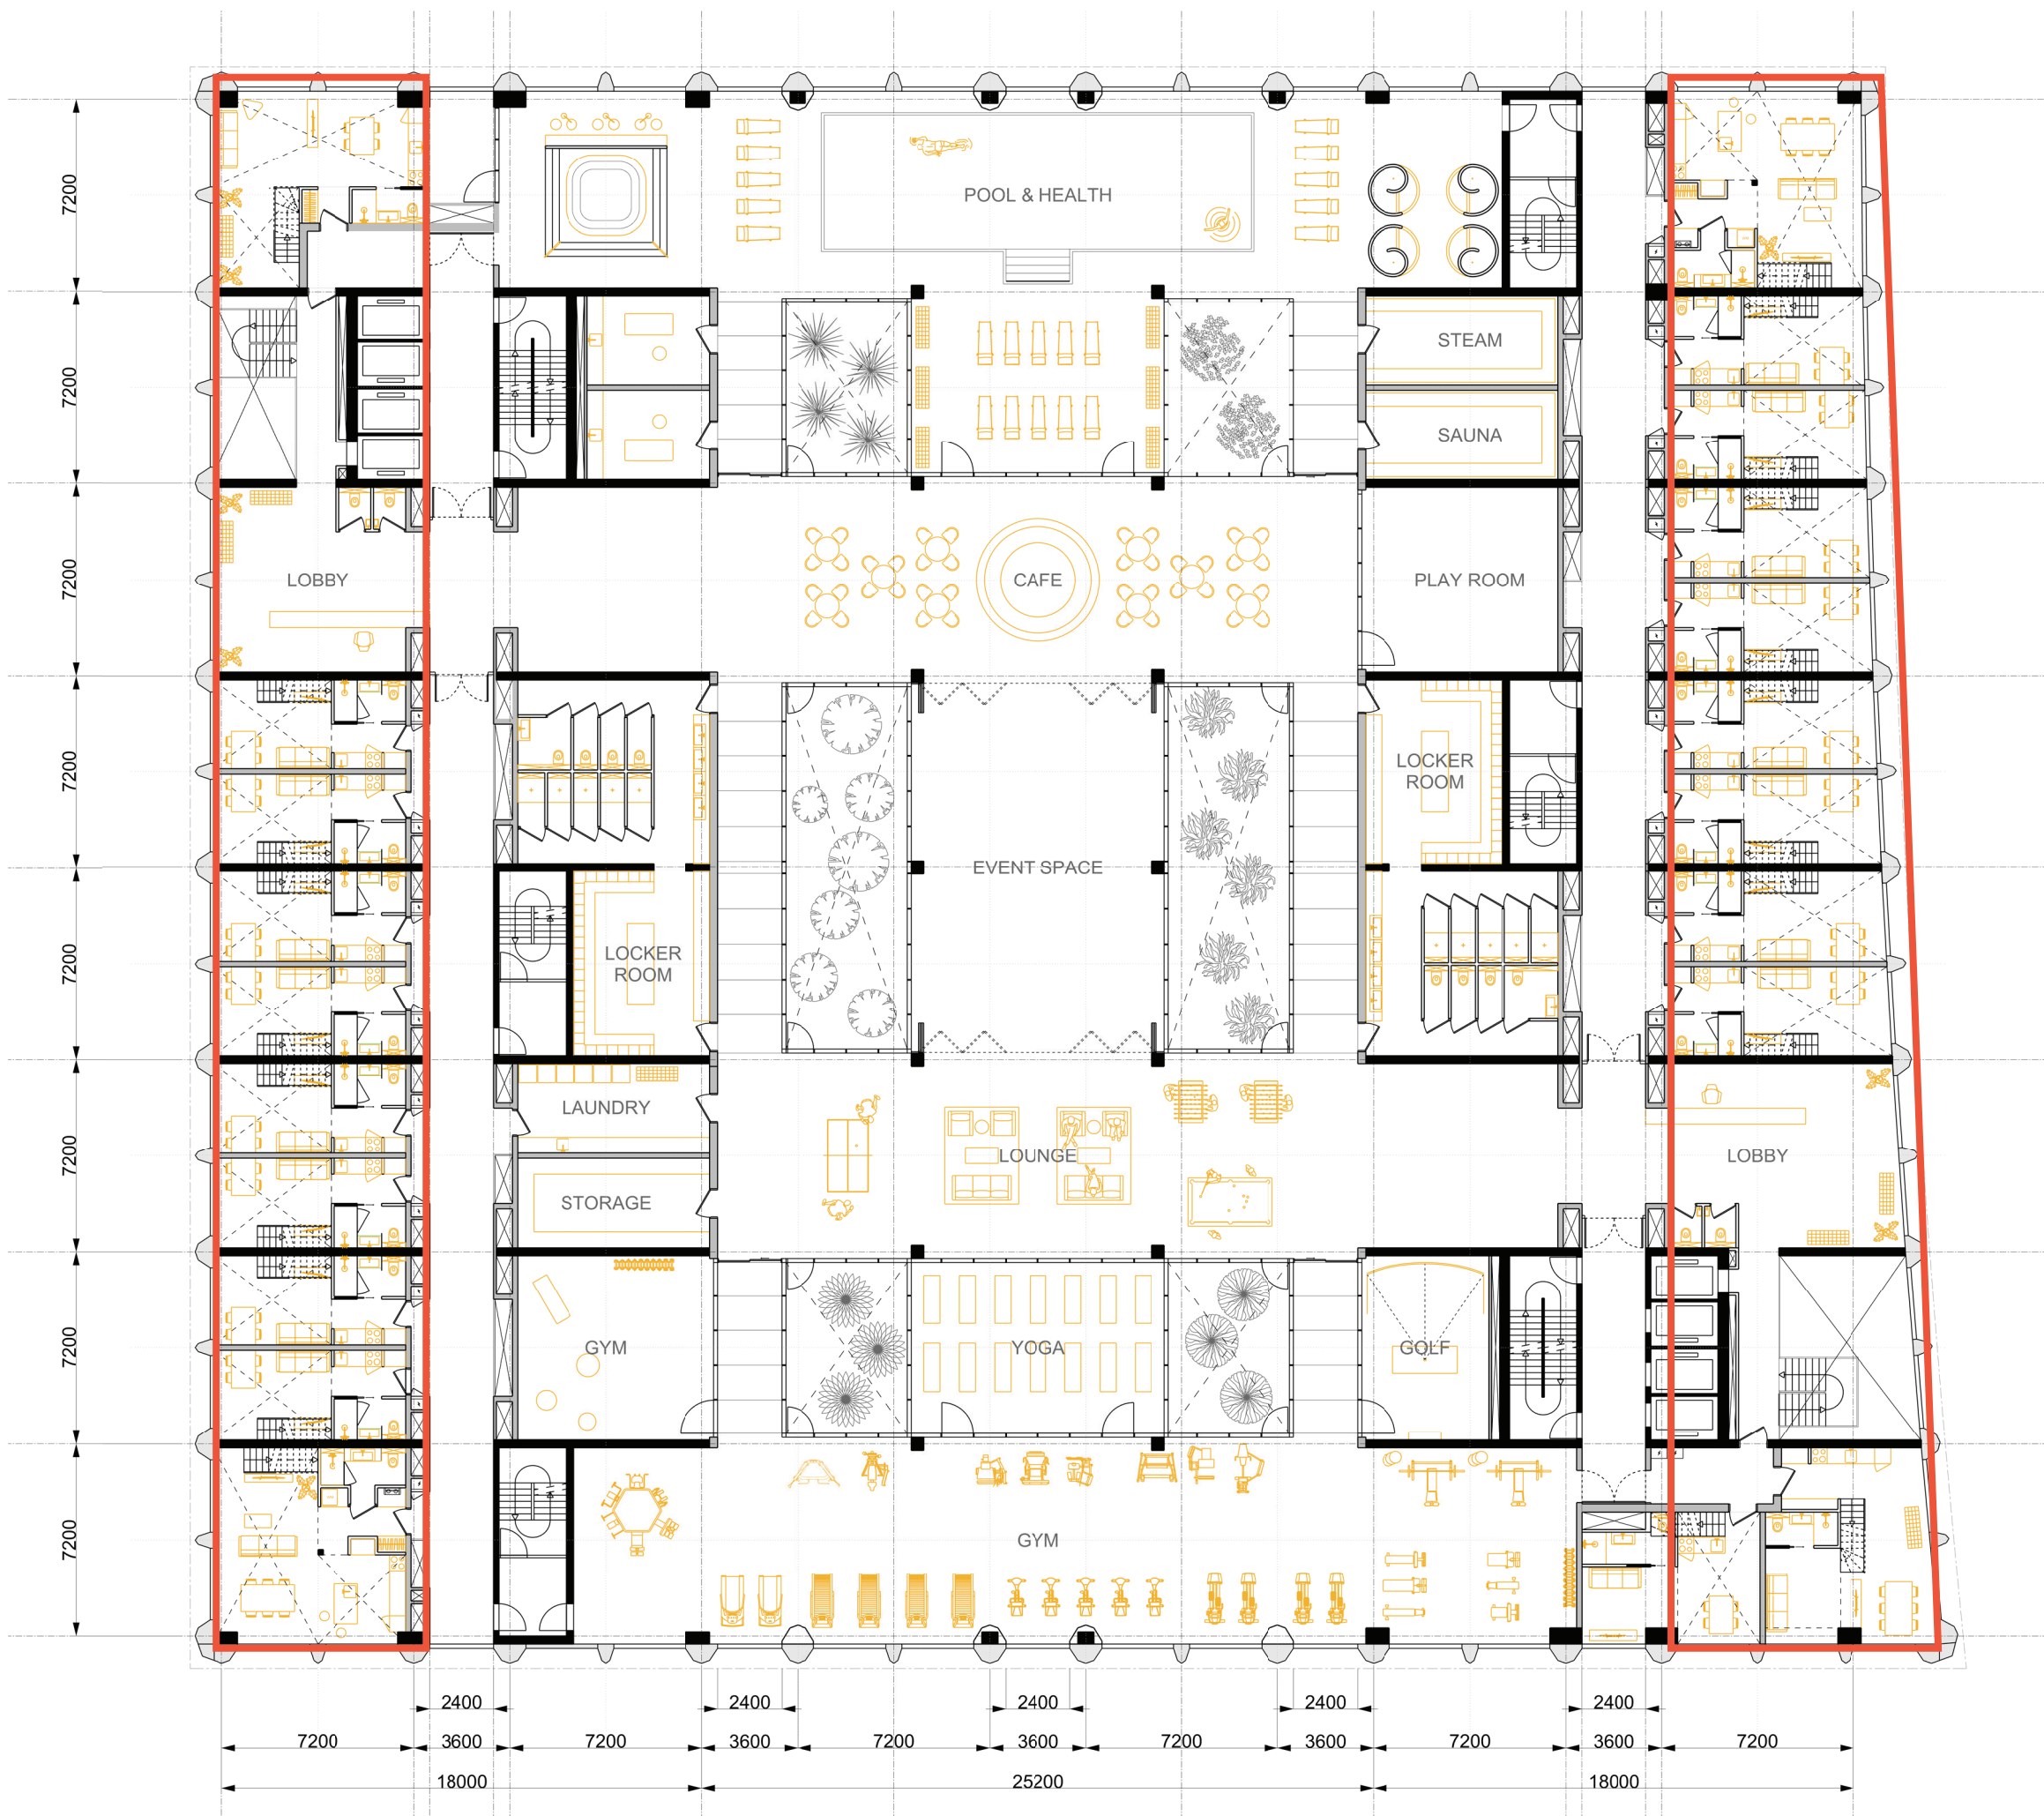 7200
POOL & HEALTH
7200
STEAM
SAUNA
7200
LOBBY
CAFE
PLAY ROOM
7200
LOCKER
ROOM
EVENT SPACE
7200
LOCKER
ROOM
7200
LAUNDRY
LOUNGE
LOBBY
STORAGE
7200
GYM
YOGA
GOLF
7200
GYM
2400
2400
2400
2400
2400
7200
3600
7200
3600
7200
3600
7200
3600
7200
3600
7200
18000
25200
18000